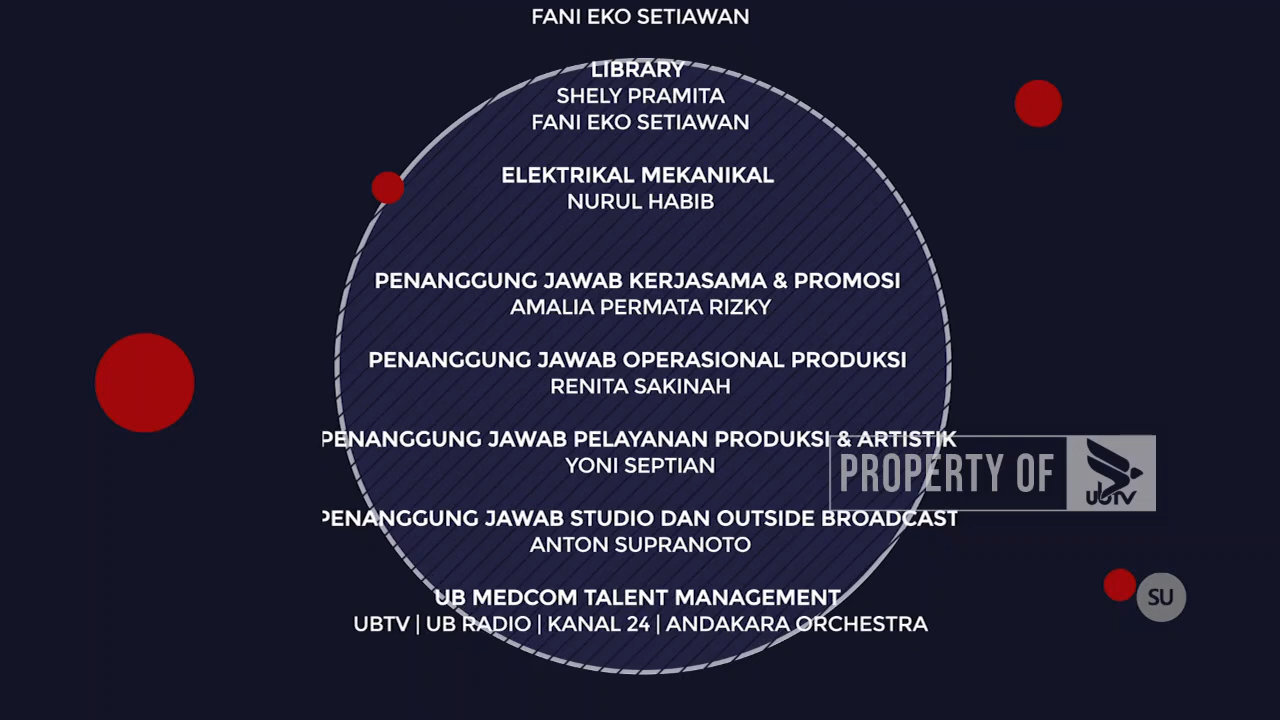 FANI EKO SETIAWAN
LIBRARY
SHELY PRAMITA
FANI EKO SETIAWAN
ELEKTRIKAL MEKANIKAL
NURUL HABIB
PENANGGUNG JAWAB KERJASAMA & PROMOSI
AMALIA PERMATA RIZKY
PENANGGUNG JAWAB OPERASIONAL PRODUKSI
RENITA SAKINAH
PENANGGUNG JAWAB PELAYANAN PRODUKSI & ARTISTIK
YONI SEPTIAN
PROPERTY OF
UBTV
PENANGGUNG JAWAB STUDIO DAN OUTSIDE BROADCAST
ANTON SUPRANOTO
UB MEDCOM TALENT MANAGEMENT
SU
UBTV | UB RADIO | KANAL 24 | ANDAKARA ORCHESTRA